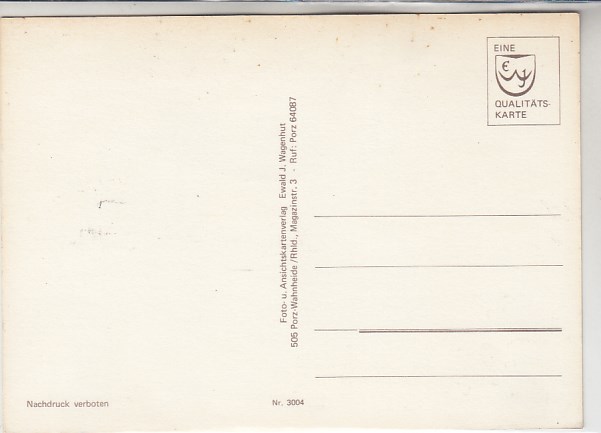 EINE
QUALITÄTS-
KARTE
Foto- u. Ansichtskartenverlag Ewald J. Wagenhut
505 Porz-Wahnheide/Rhld., Magazinstr. 3 · Ruf: Porz 64087
Nachdruck verboten
Nr. 3004